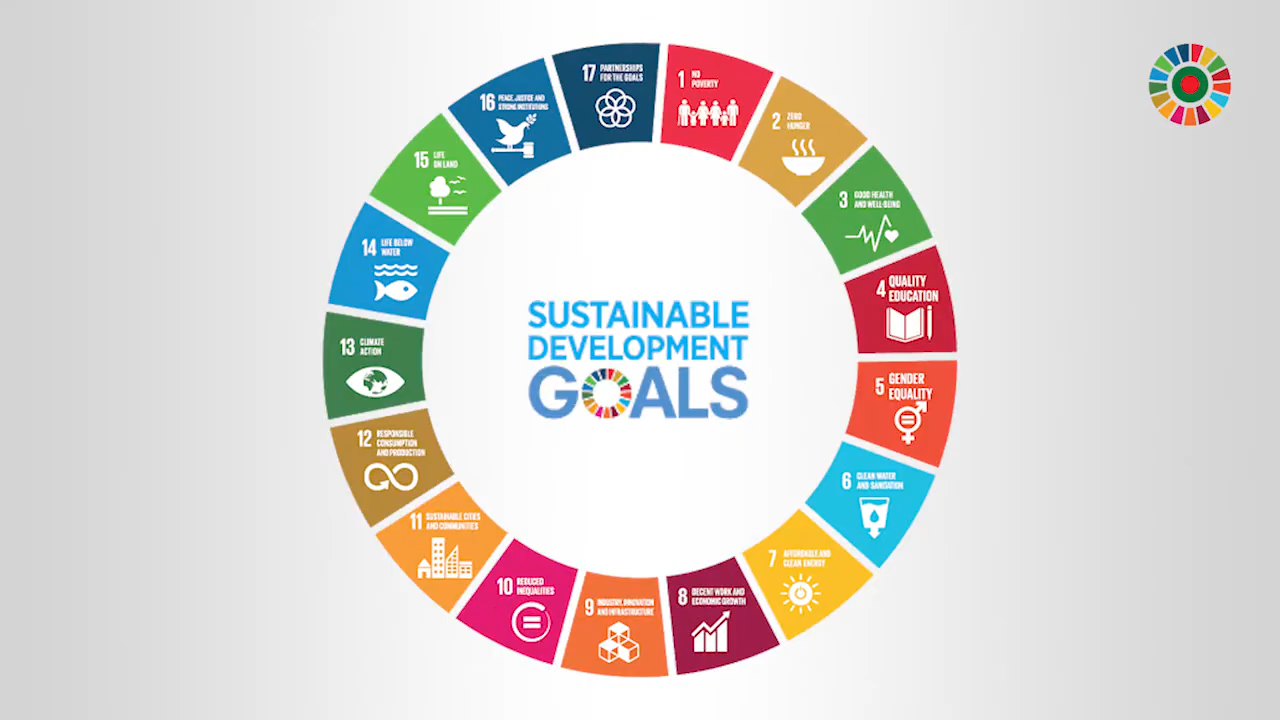 SUSTAINABLE
DEVELOPMENT
GOALS
1 NO
POVERTY
2 ZERO
HUNGER
3 GOOD HEALTH
AND WELL-BEING
4 QUALITY
EDUCATION
5 GENDER
EQUALITY
6 CLEAN WATER
AND SANITATION
7 AFFORDABLE AND
CLEAN ENERGY
8 DECENT WORK AND
ECONOMIC GROWTH
9 INDUSTRY, INNOVATION
AND INFRASTRUCTURE
10 REDUCED
INEQUALITIES
11 SUSTAINABLE CITIES
AND COMMUNITIES
12 RESPONSIBLE
CONSUMPTION
AND PRODUCTION
13 CLIMATE
ACTION
14 LIFE BELOW
WATER
15 LIFE
ON LAND
16 PEACE, JUSTICE AND
STRONG INSTITUTIONS
17 PARTNERSHIPS
FOR THE GOALS